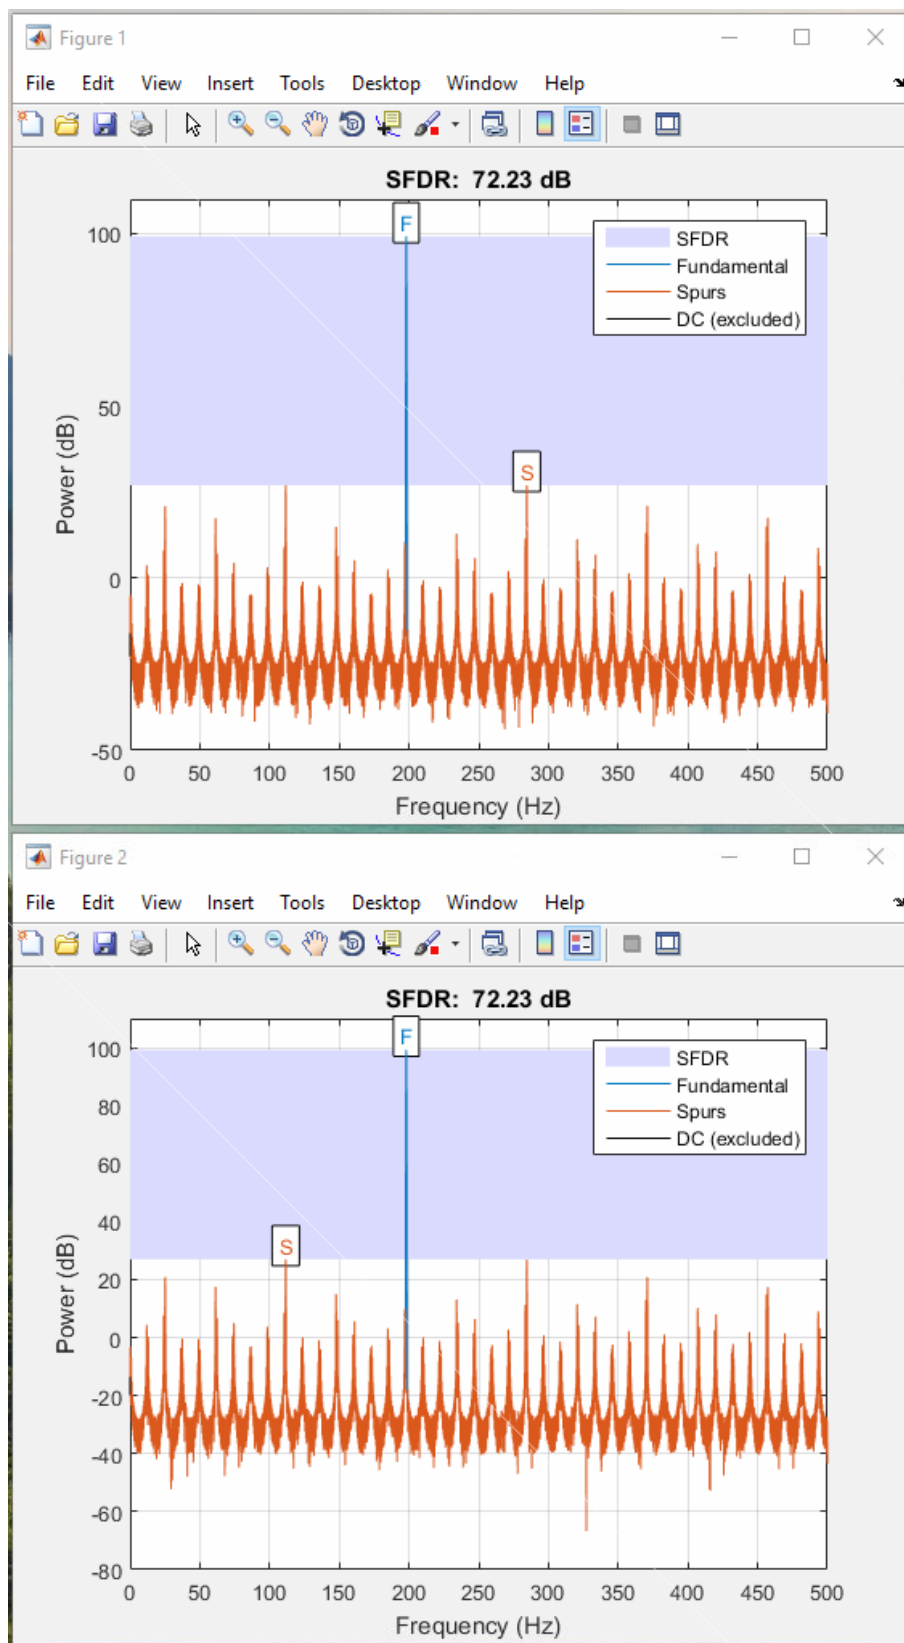 Figure 1
File Edit View Insert Tools Desktop Window Help
SFDR: 72.23 dB
F
S
SFDR
Fundamental
Spurs
DC (excluded)
100
50
0
-50
Power (dB)
0 50 100 150 200 250 300 350 400 450 500
Frequency (Hz)
Figure 2
File Edit View Insert Tools Desktop Window Help
SFDR: 72.23 dB
F
S
SFDR
Fundamental
Spurs
DC (excluded)
100
80
60
40
20
0
-20
-40
-60
-80
Power (dB)
0 50 100 150 200 250 300 350 400 450 500
Frequency (Hz)